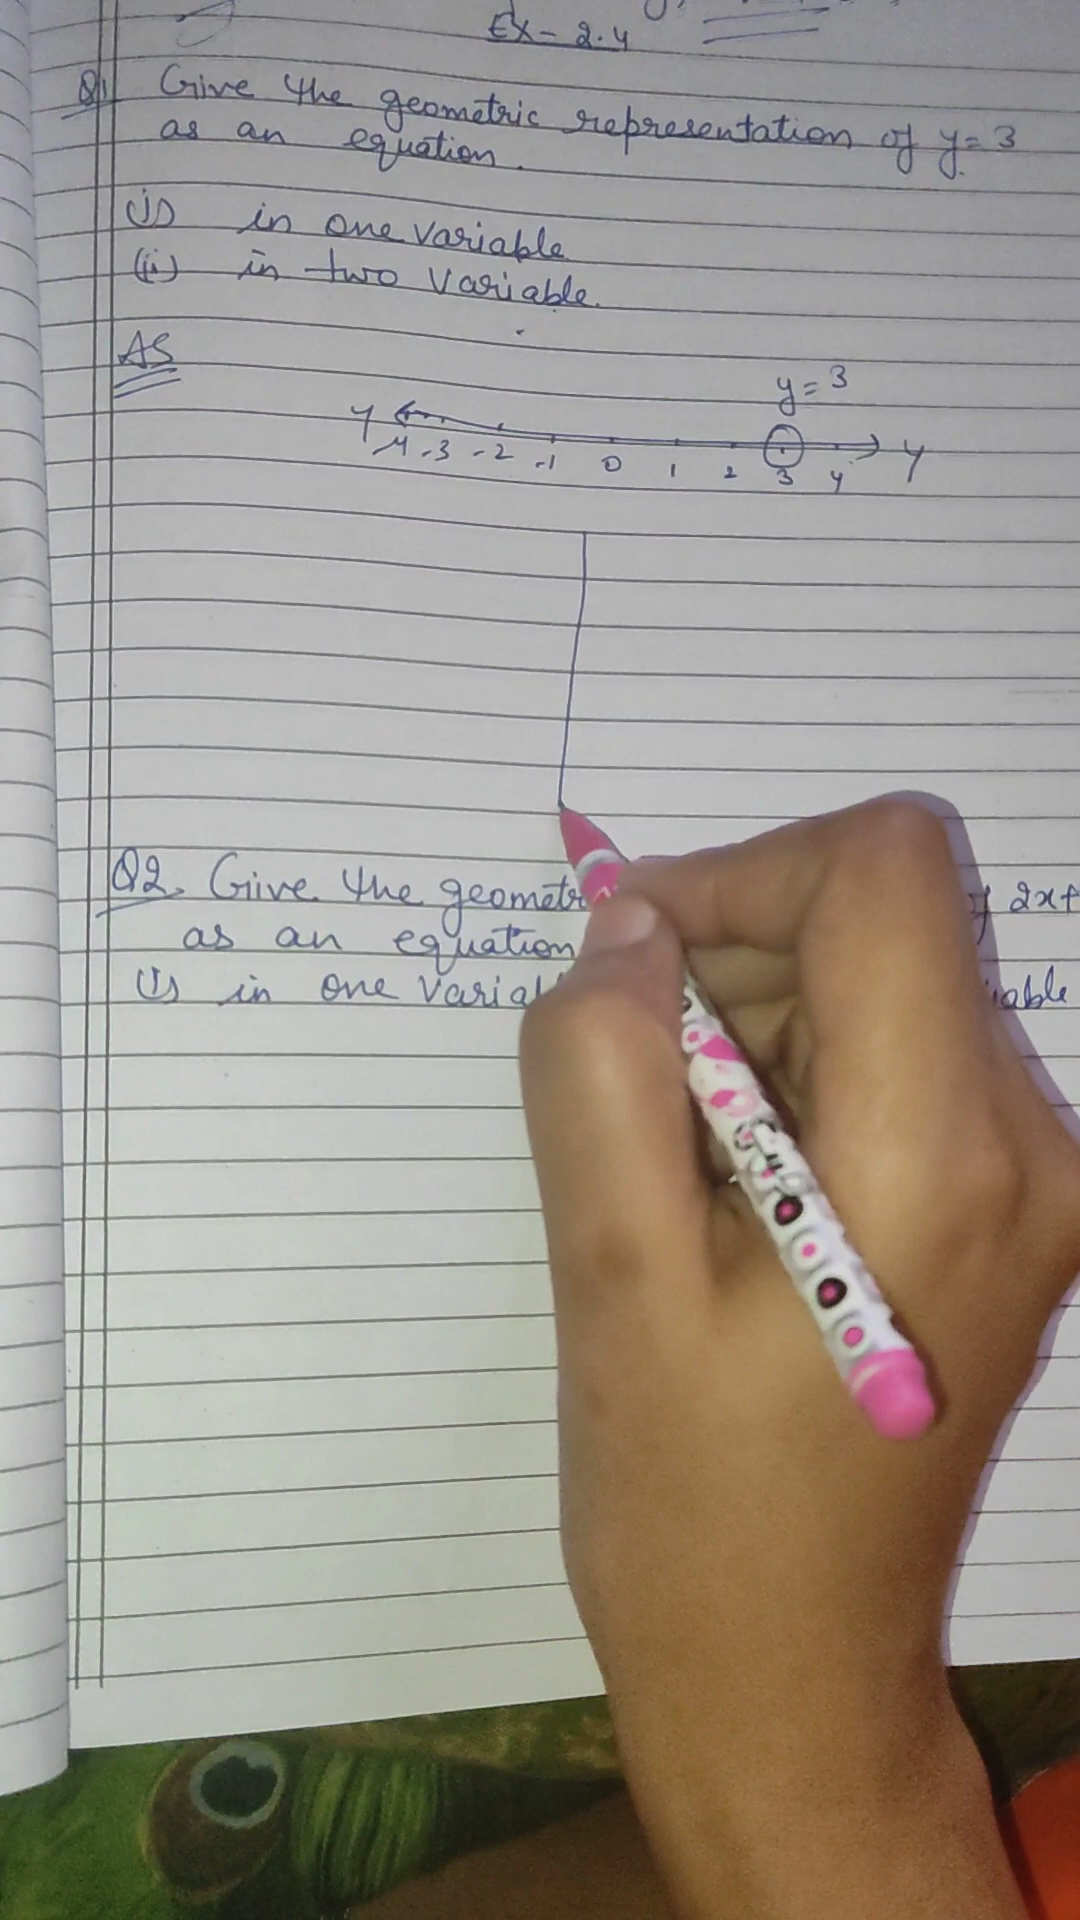 Ex - 2.4
Q1 Give the geometric representation of y = 3
as an equation.
(i) in one variable
(ii) in two variable.
AS
y = 3
Y -4 -3 -2 -1 0 1 2 3 4 Y
Q2. Give the 2x+
as an equation
(i) in one